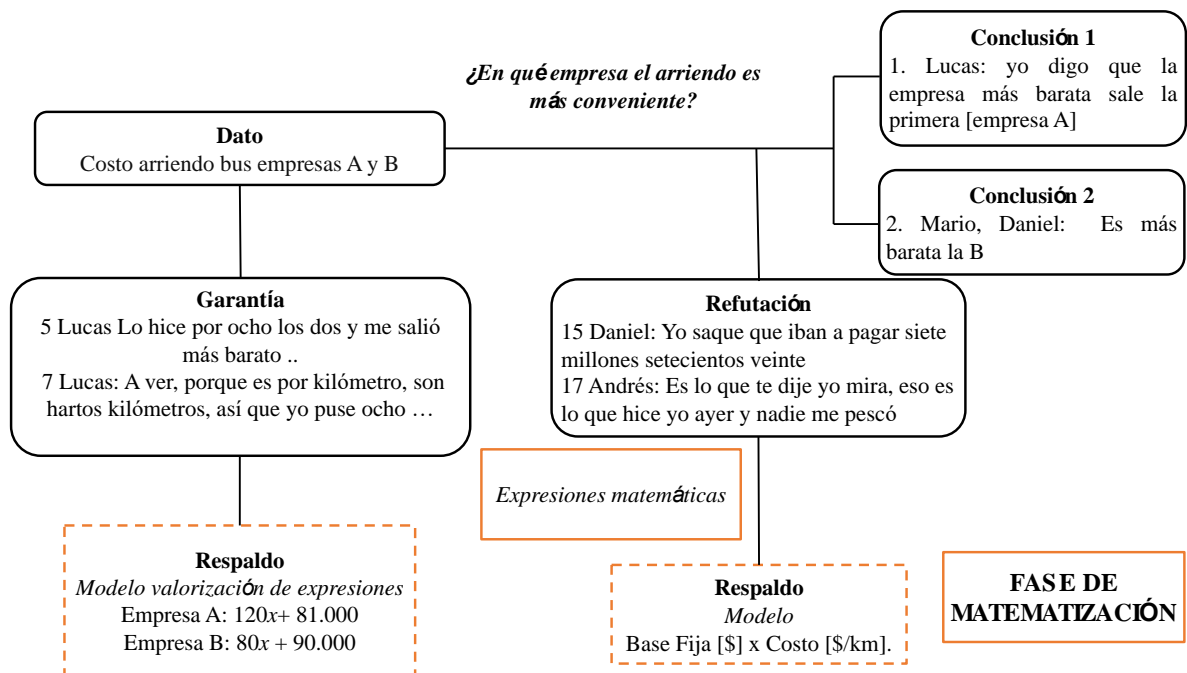 ¿En qué empresa el arriendo es
más conveniente?
Conclusión 1
1. Lucas: yo digo que la
empresa más barata sale la
primera [empresa A]
Dato
Costo arriendo bus empresas A y B
Conclusión 2
2. Mario, Daniel: Es más
barata la B
Garantía
5 Lucas Lo hice por ocho los dos y me salió
más barato ..
7 Lucas: A ver, porque es por kilómetro, son
hartos kilómetros, así que yo puse ocho …
Refutación
15 Daniel: Yo saque que iban a pagar siete
millones setecientos veinte
17 Andrés: Es lo que te dije yo mira, eso es
lo que hice yo ayer y nadie me pescó
Expresiones matemáticas
Respaldo
Modelo valorización de expresiones
Empresa A: 120x+ 81.000
Empresa B: 80x + 90.000
Respaldo
Modelo
Base Fija [$] x Costo [$/km].
FASE DE
MATEMATIZACIÓN